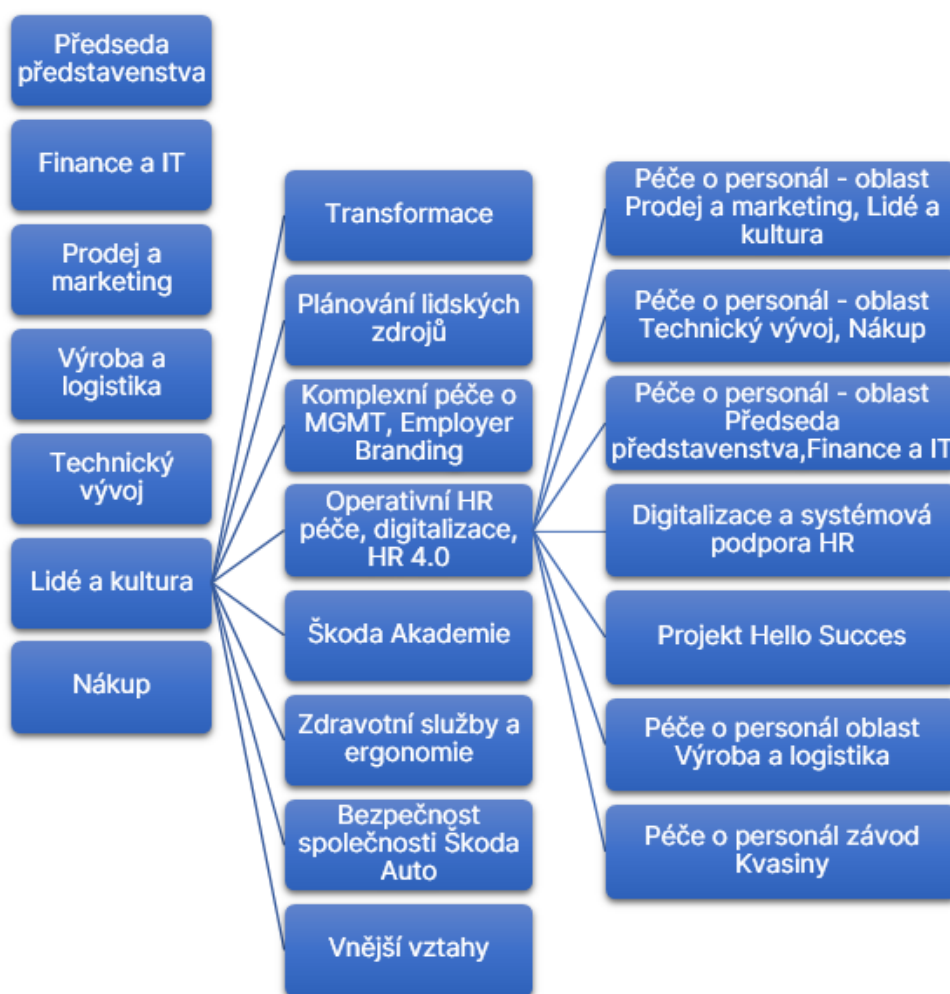 Předseda
představenstva
Finance a IT
Prodej a
marketing
Výroba a
logistika
Technický
vývoj
Lidé a kultura
Nákup
Transformace
Plánování lidských
zdrojů
Komplexní péče o
MGMT, Employer
Branding
Operativní HR
péče, digitalizace,
HR 4.0
Škoda Akademie
Zdravotní služby a
ergonomie
Bezpečnost
společnosti Škoda
Auto
Vnější vztahy
Péče o personál - oblast
Prodej a marketing, Lidé a
kultura
Péče o personál - oblast
Technický vývoj, Nákup
Péče o personál - oblast
Předseda
představenstva,Finance a IT
Digitalizace a systémová
podpora HR
Projekt Hello Succes
Péče o personál oblast
Výroba a logistika
Péče o personál závod
Kvasiny